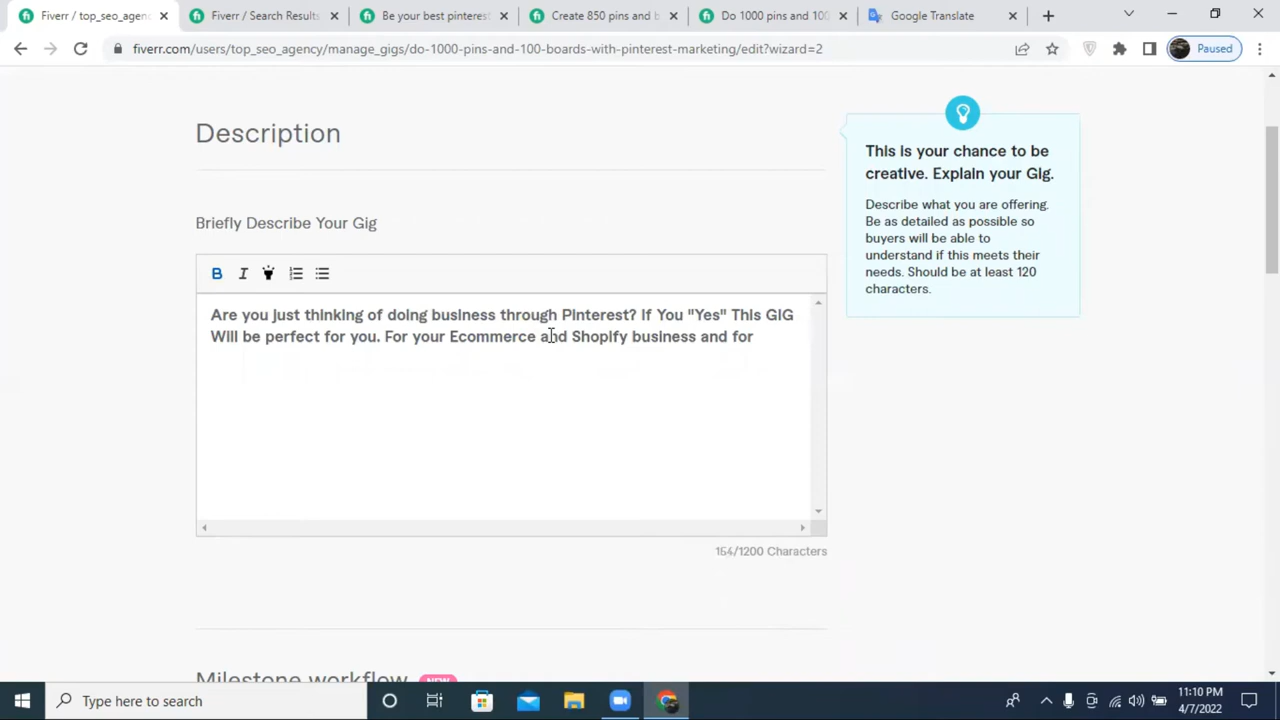 Fiverr / top_seo_agenc
Fiverr / Search Results
Be your best pinterest
Create 850 pins and b
Do 1000 pins and 100
Google Translate
fiverr.com/users/top_seo_agency/manage_gigs/do-1000-pins-and-100-boards-with-pinterest-marketing/edit?wizard=2
Paused
Description
Briefly Describe Your Gig
B I
Are you just thinking of doing business through Pinterest? If You "Yes" This GIG
Will be perfect for you. For your Ecommerce and Shopify business and for
154/1200 Characters
This is your chance to be
creative. Explain your Gig.
Describe what you are offering.
Be as detailed as possible so
buyers will be able to
understand if this meets their
needs. Should be at least 120
characters.
Milestone workflow NEW
Type here to search
11:10 PM
4/7/2022